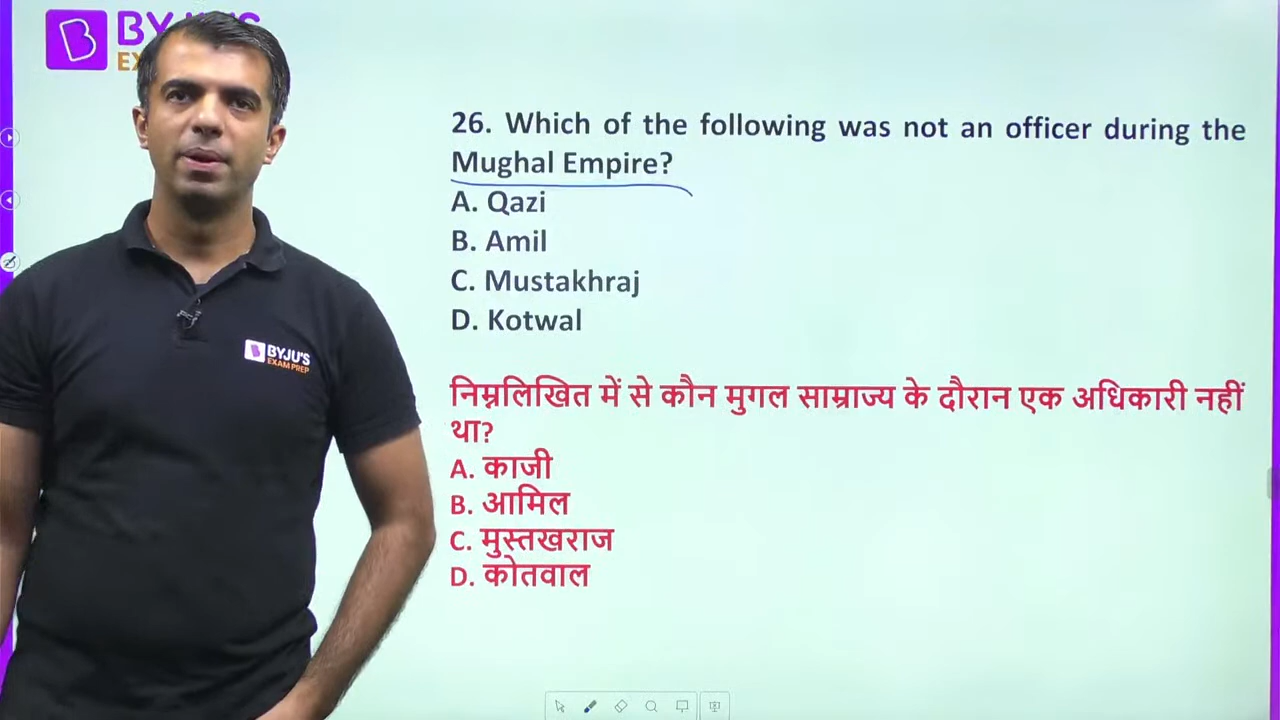 BYJU'S
26. Which of the following was not an officer during the
Mughal Empire?
A. Qazi
B. Amil
C. Mustakhraj
D. Kotwal
निम्नलिखित में से कौन मुगल साम्राज्य के दौरान एक अधिकारी नहीं
था?
A. काजी
B. आमिल
C. मुस्तखराज
D. कोतवाल
BYJU'S
EXAM PREP